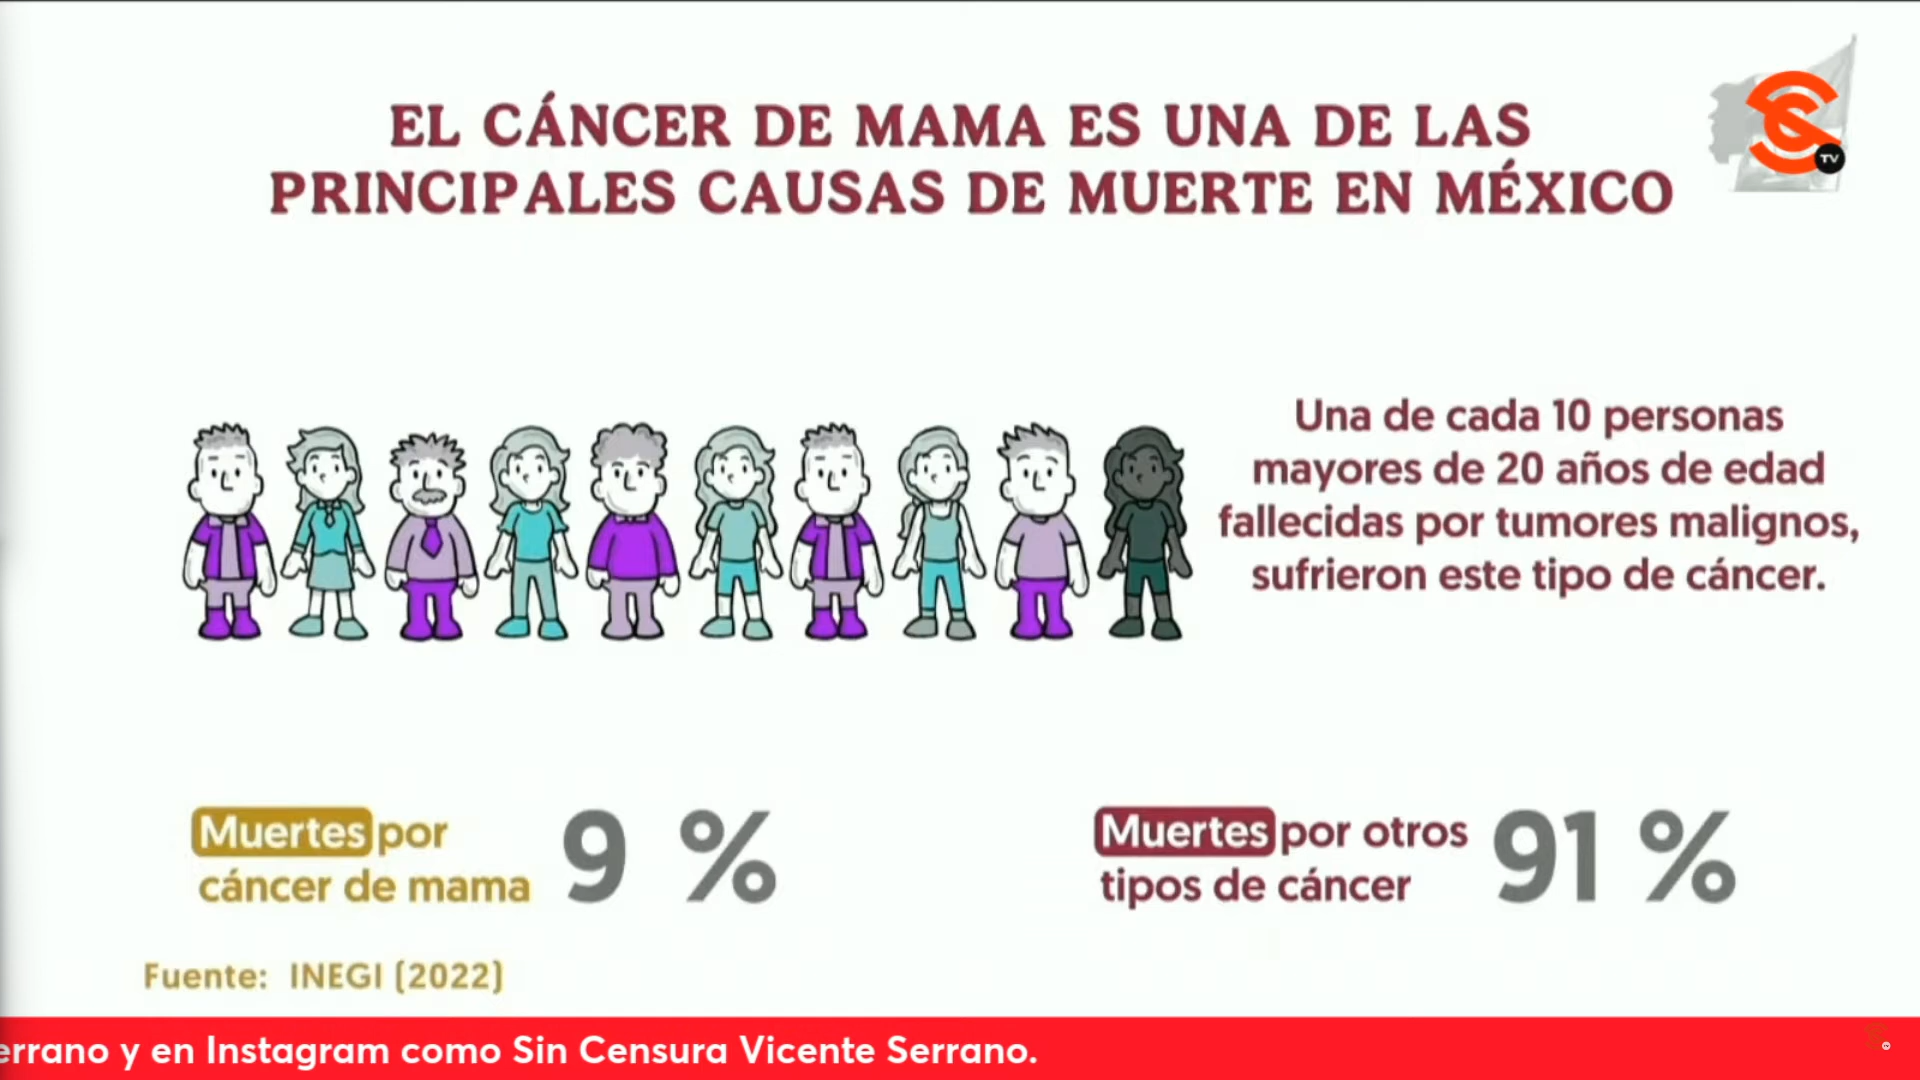 EL CÁNCER DE MAMA ES UNA DE LAS
PRINCIPALES CAUSAS DE MUERTE EN MÉXICO
TV
Una de cada 10 personas
mayores de 20 años de edad
fallecidas por tumores malignos,
sufrieron este tipo de cáncer.
Muertes por
cáncer de mama
9 %
Muertes por otros
tipos de cáncer
91 %
Fuente: INEGI (2022)
errano y en Instagram como Sin Censura Vicente Serrano.